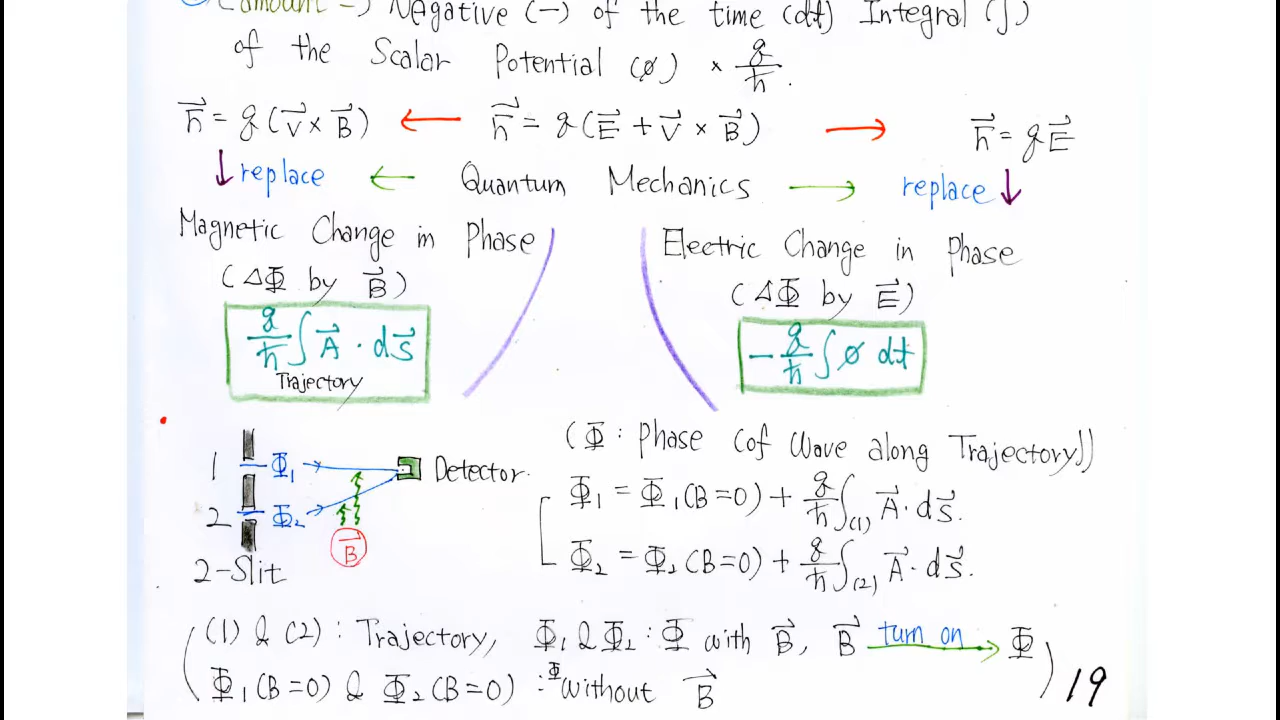 (amount -) Negative (-) of the time (dt) Integral (∫)
of the Scalar Potential (ø) × q/ħ.
h⃗ = q(v⃗ × B⃗) ← h⃗ = q(E⃗ + v⃗ × B⃗) → h⃗ = qE⃗
↓ replace ← Quantum Mechanics → replace ↓
Magnetic Change in Phase
Electric Change in Phase
(ΔΦ by B⃗)
(ΔΦ by E⃗)
q/ħ ∫ A⃗ · ds⃗
Trajectory
- q/ħ ∫ ø dt
(Φ : Phase (of Wave along Trajectory))
1 Φ₁ Detector.
2 Φ₂
B⃗
2-Slit
Φ₁ = Φ₁(B=0) + q/ħ ∫₍₁₎ A⃗ · ds⃗.
Φ₂ = Φ₂(B=0) + q/ħ ∫₍₂₎ A⃗ · ds⃗.
(1) & (2) : Trajectory, Φ₁ & Φ₂ : Φ with B⃗, B⃗ turn on → Φ
Φ₁(B=0) & Φ₂(B=0) : Φ without B⃗
19